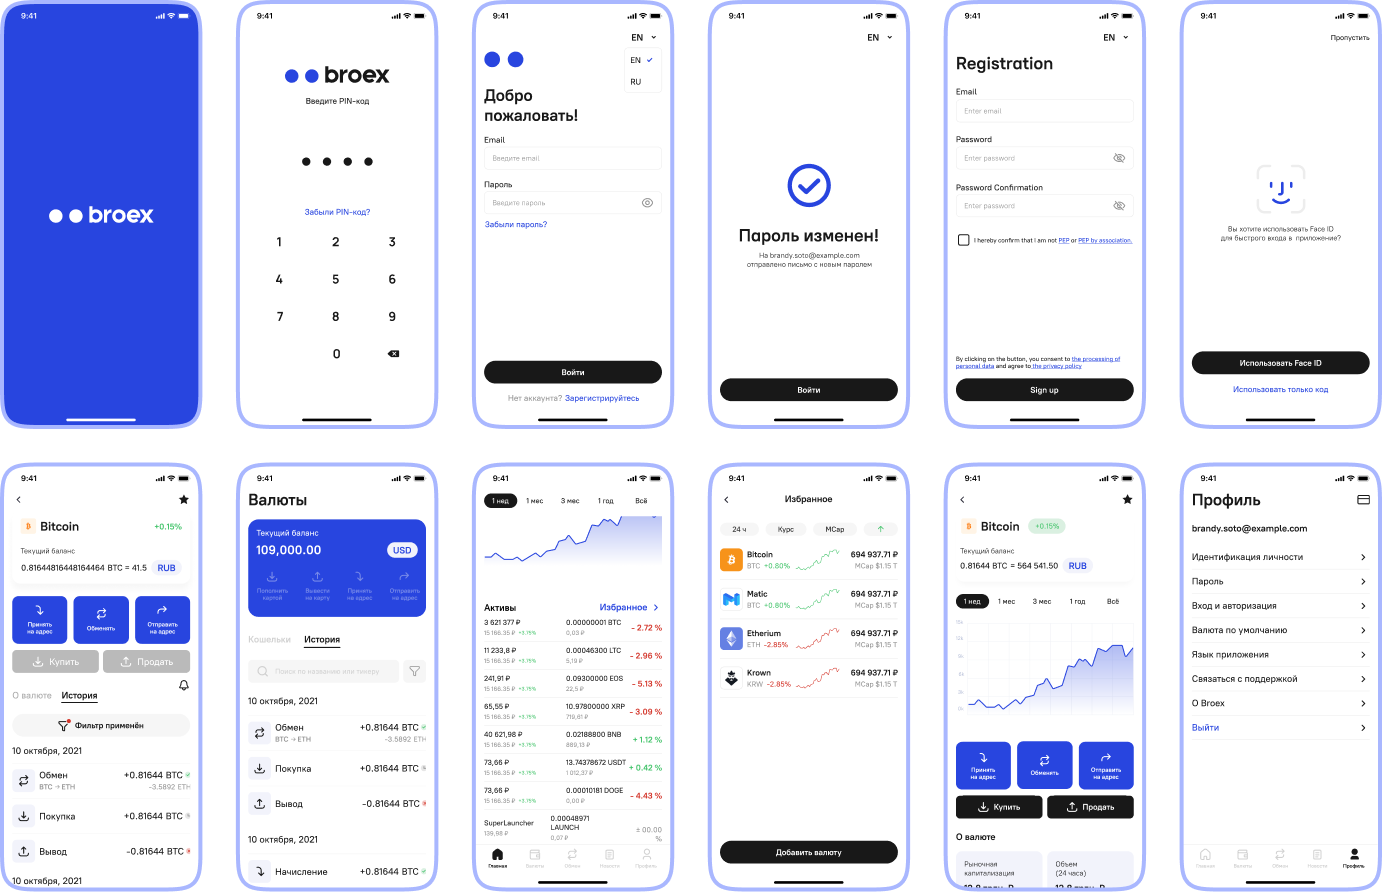 9:41
broex
9:41
broex
Введите PIN-код
Забыли PIN-код?
1 2 3
4 5 6
7 8 9
0
9:41
EN
EN
RU
Добро
пожаловать!
Email
Введите email
Пароль
Введите пароль
Забыли пароль?
Войти
Нет аккаунта? Зарегистрируйтесь
9:41
EN
Пароль изменен!
На brandy.soto@example.com
отправлено письмо с новым паролем
Войти
9:41
EN
Registration
Email
Enter email
Password
Enter password
Password Confirmation
Enter password
I hereby confirm that I am not PEP or PEP by association.
By clicking on the button, you consent to the processing of
personal data and agree to the privacy policy
Sign up
9:41
Пропустить
Вы хотите использовать Face ID
для быстрого входа в приложение?
Использовать Face ID
Использовать только код
9:41
Bitcoin
+0.15%
Текущий баланс
0.81644816448164464 BTC = 41.5 RUB
Принять
на адрес
Обменять
Отправить
на адрес
Купить
Продать
О валюте История
Фильтр применён
10 октября, 2021
Обмен +0.81644 BTC
BTC → ETH -3.5892 ETH
Покупка +0.81644 BTC
Вывод -0.81644 BTC
10 октября, 2021
9:41
Валюты
Текущий баланс
109,000.00 USD
Пополнить
картой
Вывести
на карту
Принять
на адрес
Отправить
на адрес
Кошельки История
Поиск по названию или тикеру
10 октября, 2021
Обмен +0.81644 BTC
BTC → ETH -3.5892 ETH
Покупка +0.81644 BTC
Вывод -0.81644 BTC
10 октября, 2021
Начисление +0.81644 BTC
9:41
1 нед 1 мес 3 мес 1 год Всё
Активы Избранное
3 621 377 ₽ 0.00000001 BTC - 2.72 %
15 166.35 ₽ +3.75% 0,03 ₽
11 233,8 ₽ 0.00046300 LTC - 2.96 %
15 166.35 ₽ +3.75% 5,19 ₽
241,91 ₽ 0.09300000 EOS - 5.13 %
15 166.35 ₽ +3.75% 22,5 ₽
65,55 ₽ 10.97800000 XRP - 3.09 %
15 166.35 ₽ +3.75% 719,61 ₽
40 621,98 ₽ 0.02188800 BNB + 1.12 %
15 166.35 ₽ +3.75% 889,13 ₽
73,66 ₽ 13.74378672 USDT + 0.42 %
15 166.35 ₽ +3.75% 1 012,37 ₽
73,66 ₽ 0.00010181 DOGE - 4.43 %
15 166.35 ₽ +3.75% 0,00 ₽
SuperLauncher 0.00048971 LAUNCH ± 00.00 %
139,98 ₽ 0,07 ₽
Главная Валюты Обмен Новости Профиль
9:41
Избранное
24 ч Курс МCap
Bitcoin 694 937.71 ₽
BTC +0.80% MCap $1.15 T
Matic 694 937.71 ₽
BTC +0.80% MCap $1.15 T
Etherium 694 937.71 ₽
ETH -2.85% MCap $1.15 T
Krown 694 937.71 ₽
KRW -2.85% MCap $1.15 T
Добавить валюту
9:41
Bitcoin +0.15%
Текущий баланс
0.81644 BTC = 564 541.50 RUB
1 нед 1 мес 3 мес 1 год Всё
15k
12k
9k
6k
3k
0k
Принять
на адрес
Обменять
Отправить
на адрес
Купить
Продать
О валюте
Рыночная
капитализация
Объем
(24 часа)
9:41
Профиль
brandy.soto@example.com
Идентификация личности
Пароль
Вход и авторизация
Валюта по умолчанию
Язык приложения
Связаться с поддержкой
О Broex
Выйти
Главная Валюты Обмен Новости Профиль